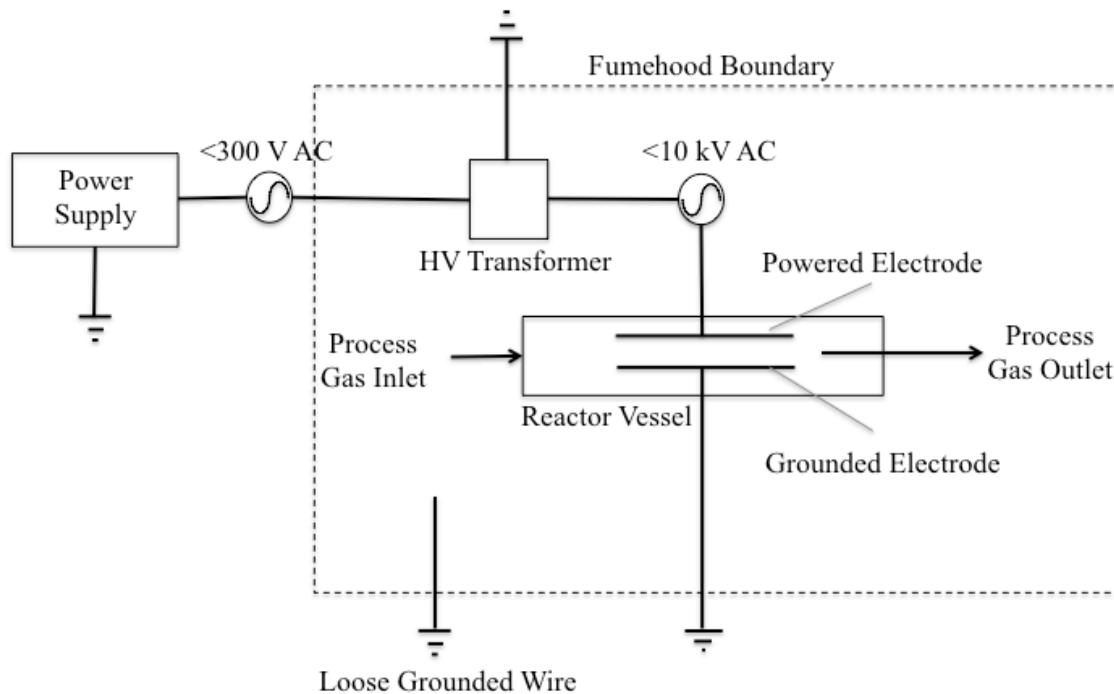 Fumehood Boundary
<300 V AC
<10 kV AC
Power
Supply
HV Transformer
Powered Electrode
Process
Gas Inlet
Process
Gas Outlet
Reactor Vessel
Grounded Electrode
Loose Grounded Wire